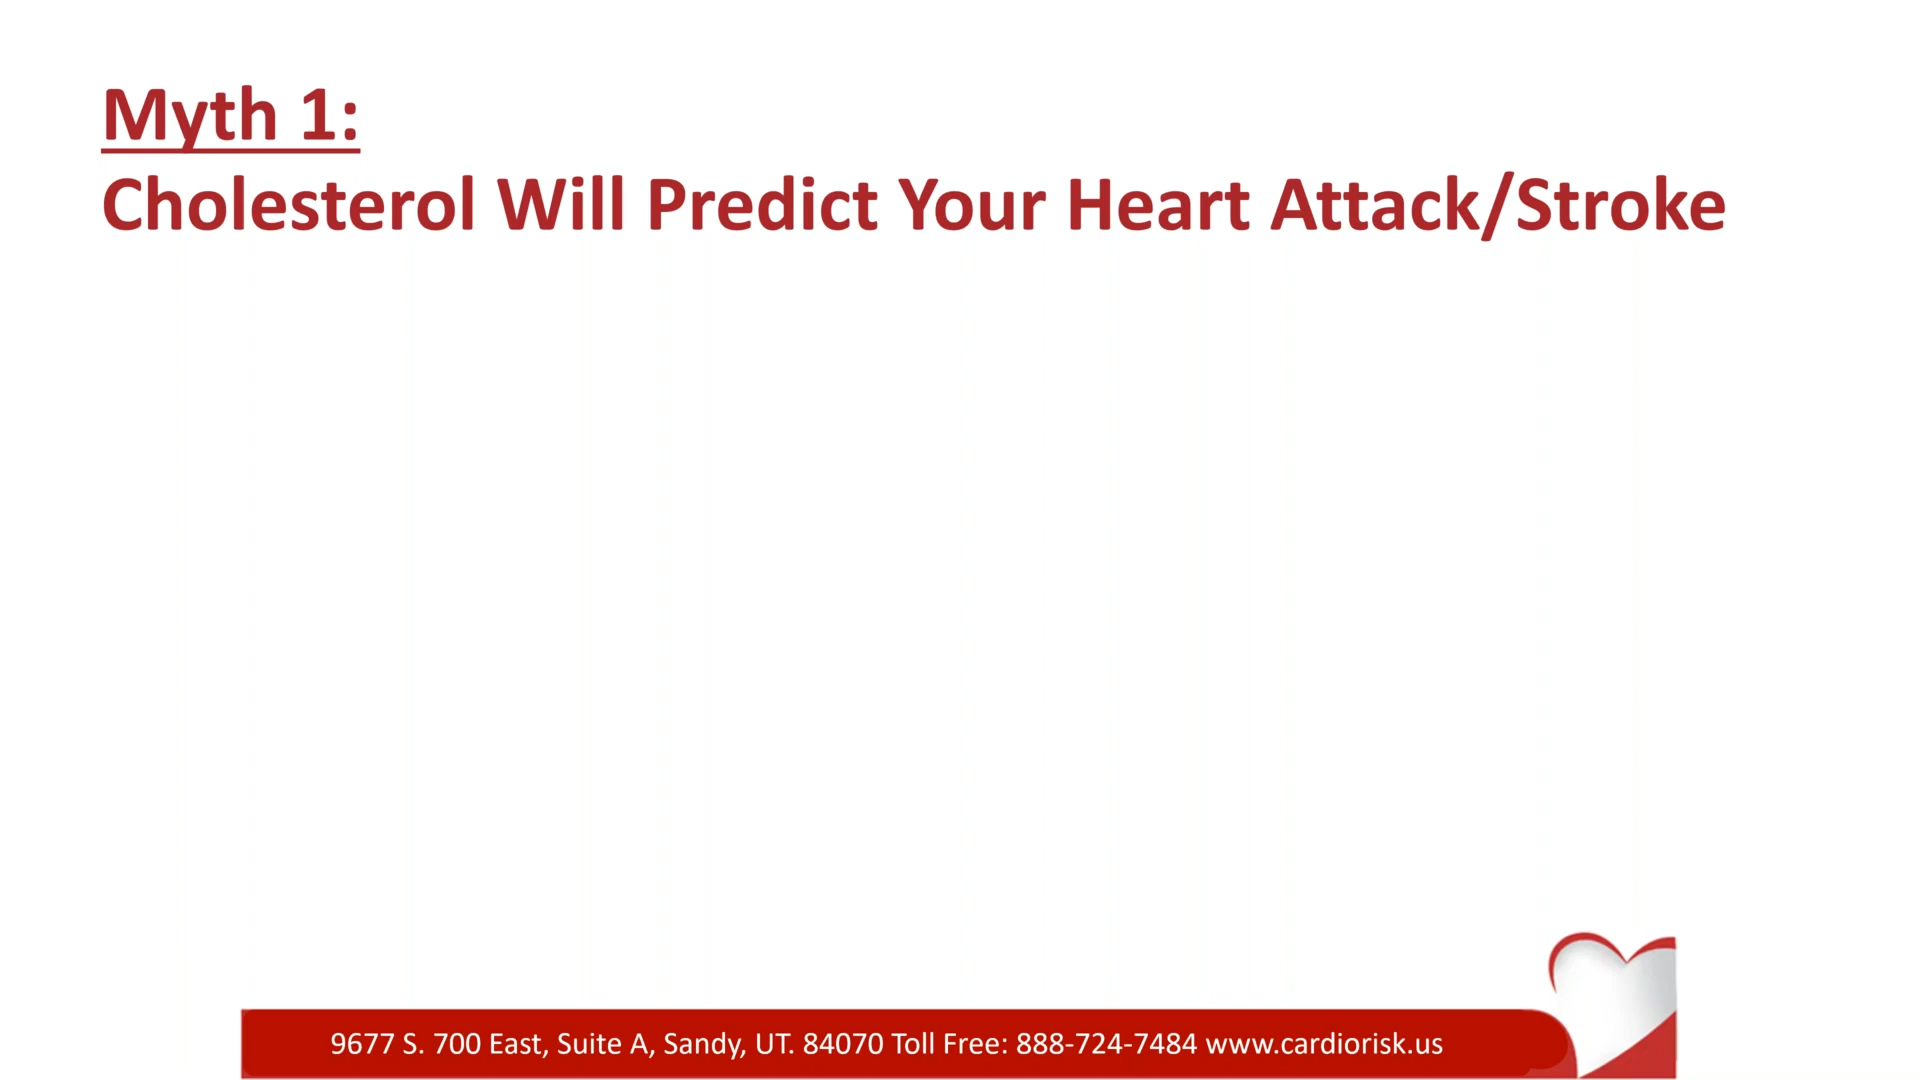 Myth 1:
Cholesterol Will Predict Your Heart Attack/Stroke
9677 S. 700 East, Suite A, Sandy, UT. 84070 Toll Free: 888-724-7484 www.cardiorisk.us